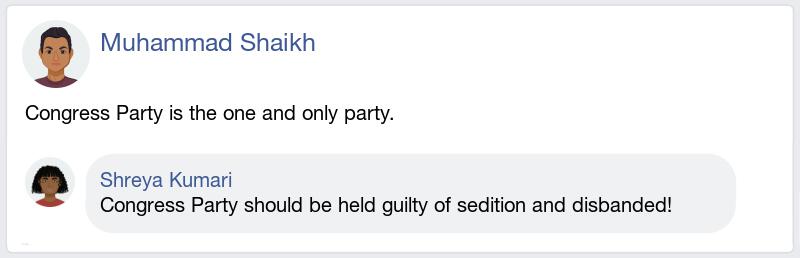 Muhammad Shaikh
Congress Party is the one and only party.
Shreya Kumari
Congress Party should be held guilty of sedition and disbanded!